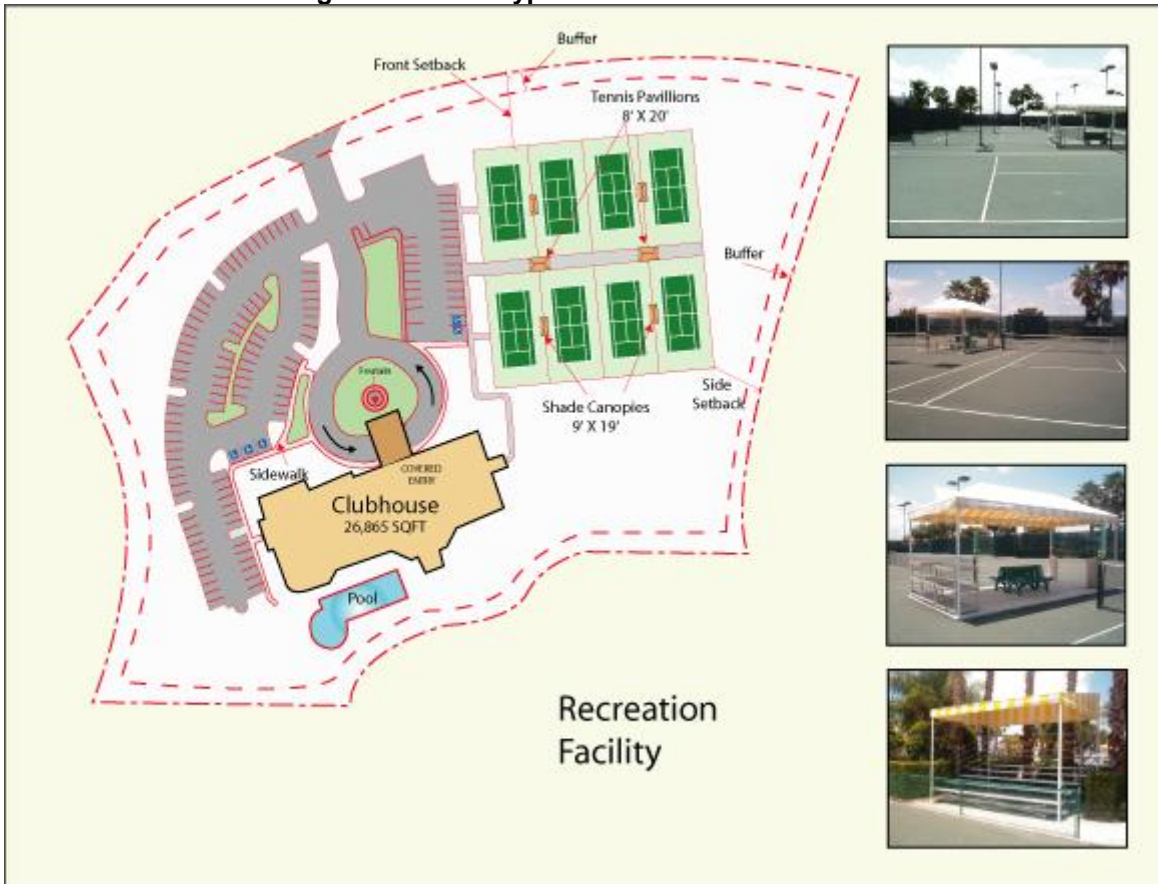 Buffer
Front Setback
Tennis Pavillions
8' X 20'
Buffer
Fountain
Side
Setback
Shade Canopies
9' X 19'
Sidewalk
COVERED
ENTRY
Clubhouse
26,865 SQFT
Pool
Recreation
Facility